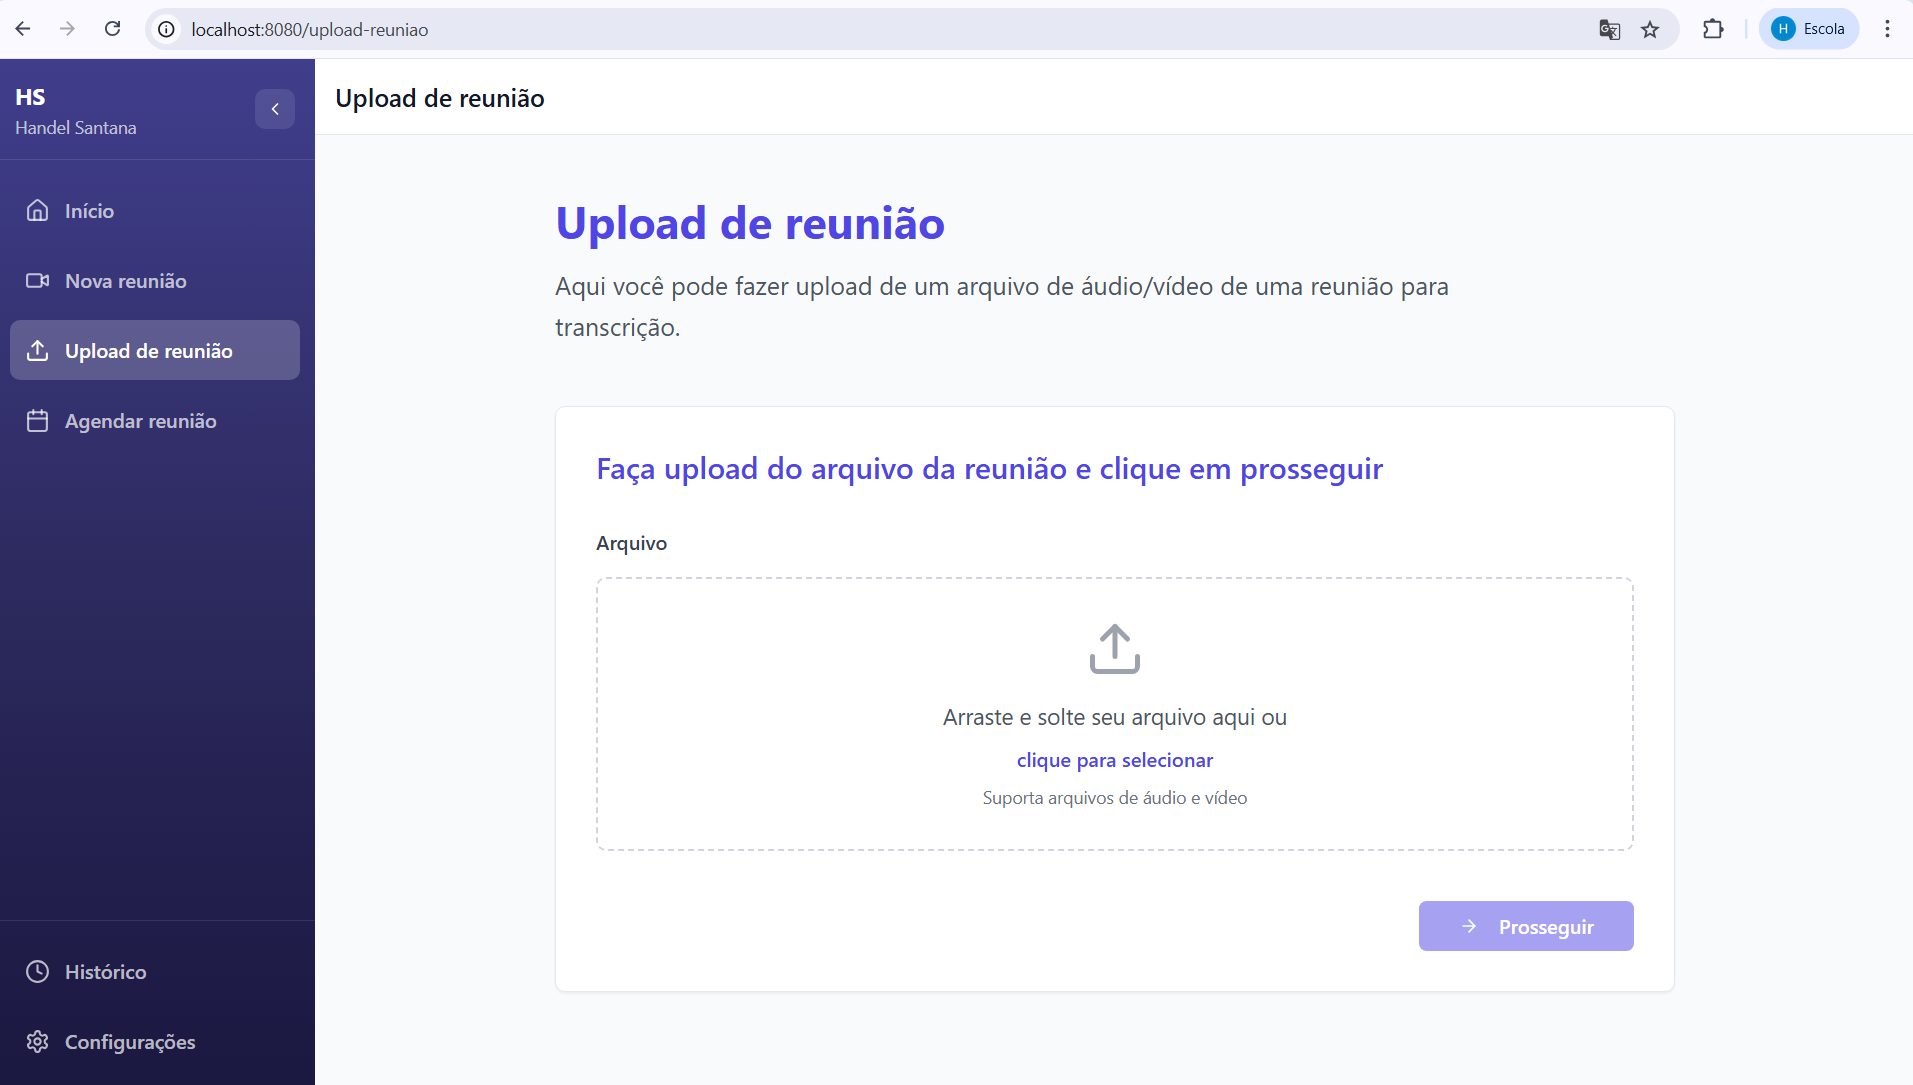 localhost:8080/upload-reuniao
H
Escola
HS
Handel Santana
Início
Nova reunião
Upload de reunião
Agendar reunião
Histórico
Configurações
Upload de reunião
Upload de reunião
Aqui você pode fazer upload de um arquivo de áudio/vídeo de uma reunião para
transcrição.
Faça upload do arquivo da reunião e clique em prosseguir
Arquivo
Arraste e solte seu arquivo aqui ou
clique para selecionar
Suporta arquivos de áudio e vídeo
Prosseguir